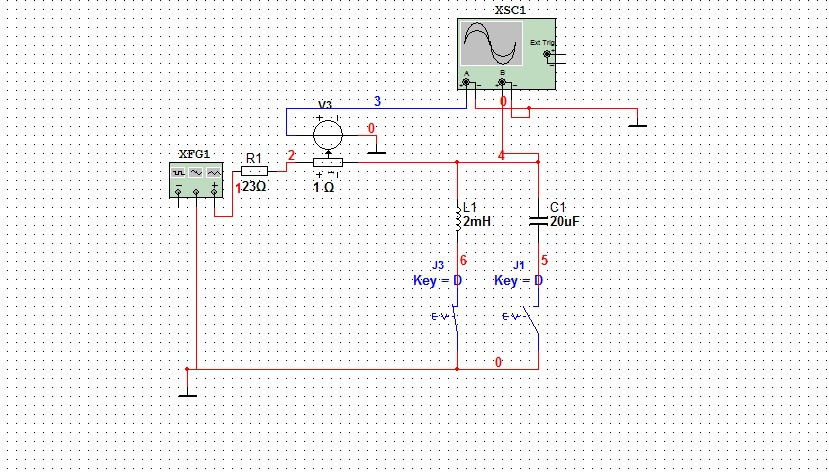 XSC1
Ext Trig
+
-
A
B
+ - + -
3
0
V3
+ -
0
XFG1
R1
2
4
- +
1
23Ω
+ -
1 Ω
L1
2mH
C1
20uF
6
5
J3
J1
Key = D
Key = D
0